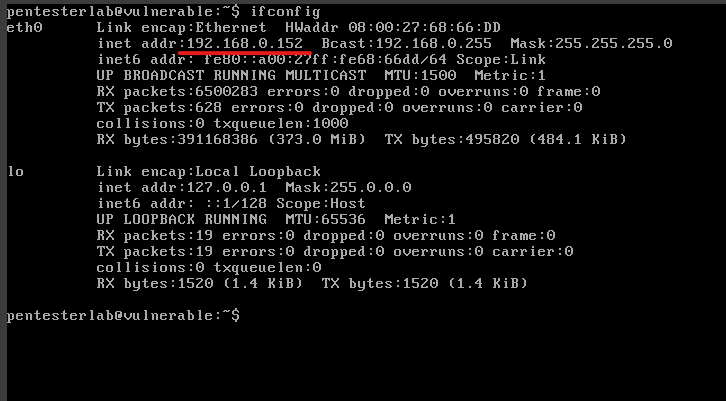 pentesterlab@vulnerable:~$ ifconfig
eth0      Link encap:Ethernet  HWaddr 08:00:27:68:66:DD
          inet addr:192.168.0.152  Bcast:192.168.0.255  Mask:255.255.255.0
          inet6 addr: fe80::a00:27ff:fe68:66dd/64 Scope:Link
          UP BROADCAST RUNNING MULTICAST  MTU:1500  Metric:1
          RX packets:6500283 errors:0 dropped:0 overruns:0 frame:0
          TX packets:628 errors:0 dropped:0 overruns:0 carrier:0
          collisions:0 txqueuelen:1000
          RX bytes:391168386 (373.0 MiB)  TX bytes:495820 (484.1 KiB)
lo        Link encap:Local Loopback
          inet addr:127.0.0.1  Mask:255.0.0.0
          inet6 addr: ::1/128 Scope:Host
          UP LOOPBACK RUNNING  MTU:65536  Metric:1
          RX packets:19 errors:0 dropped:0 overruns:0 frame:0
          TX packets:19 errors:0 dropped:0 overruns:0 carrier:0
          collisions:0 txqueuelen:0
          RX bytes:1520 (1.4 KiB)  TX bytes:1520 (1.4 KiB)
pentesterlab@vulnerable:~$